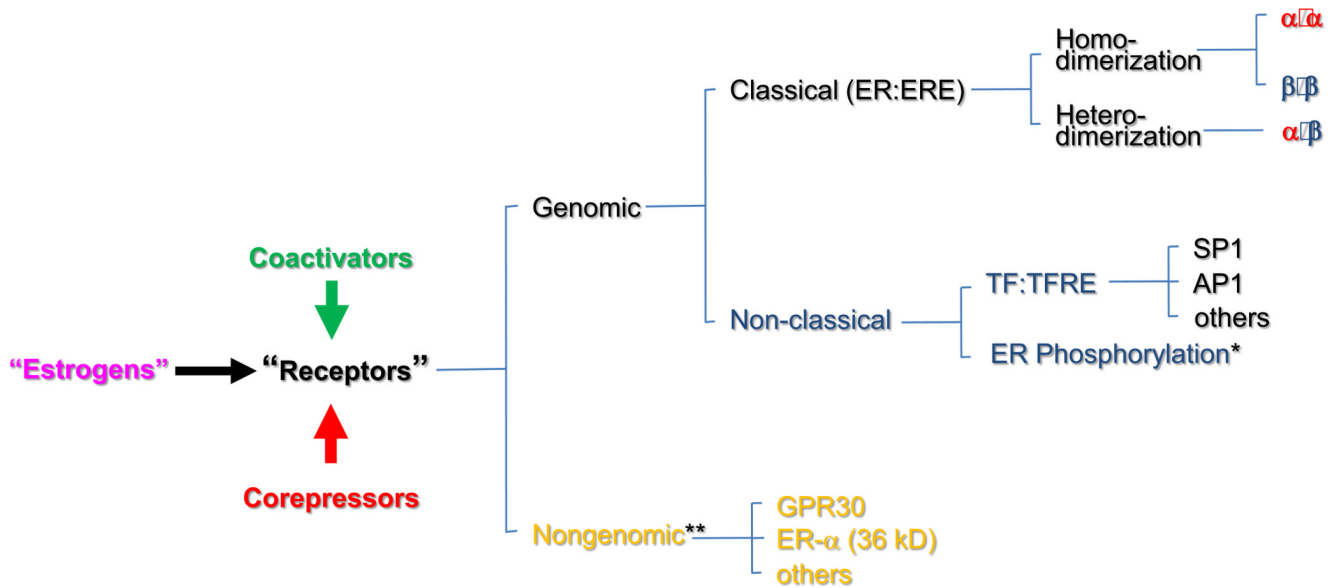 α▯α
Homo-
dimerization
Classical (ER:ERE)
β▯β
Hetero-
dimerization
α▯β
Genomic
Coactivators
SP1
TF:TFRE
AP1
Non-classical
others
ER Phosphorylation*
“Estrogens”
“Receptors”
Corepressors
GPR30
Nongenomic**
ER-α (36 kD)
others